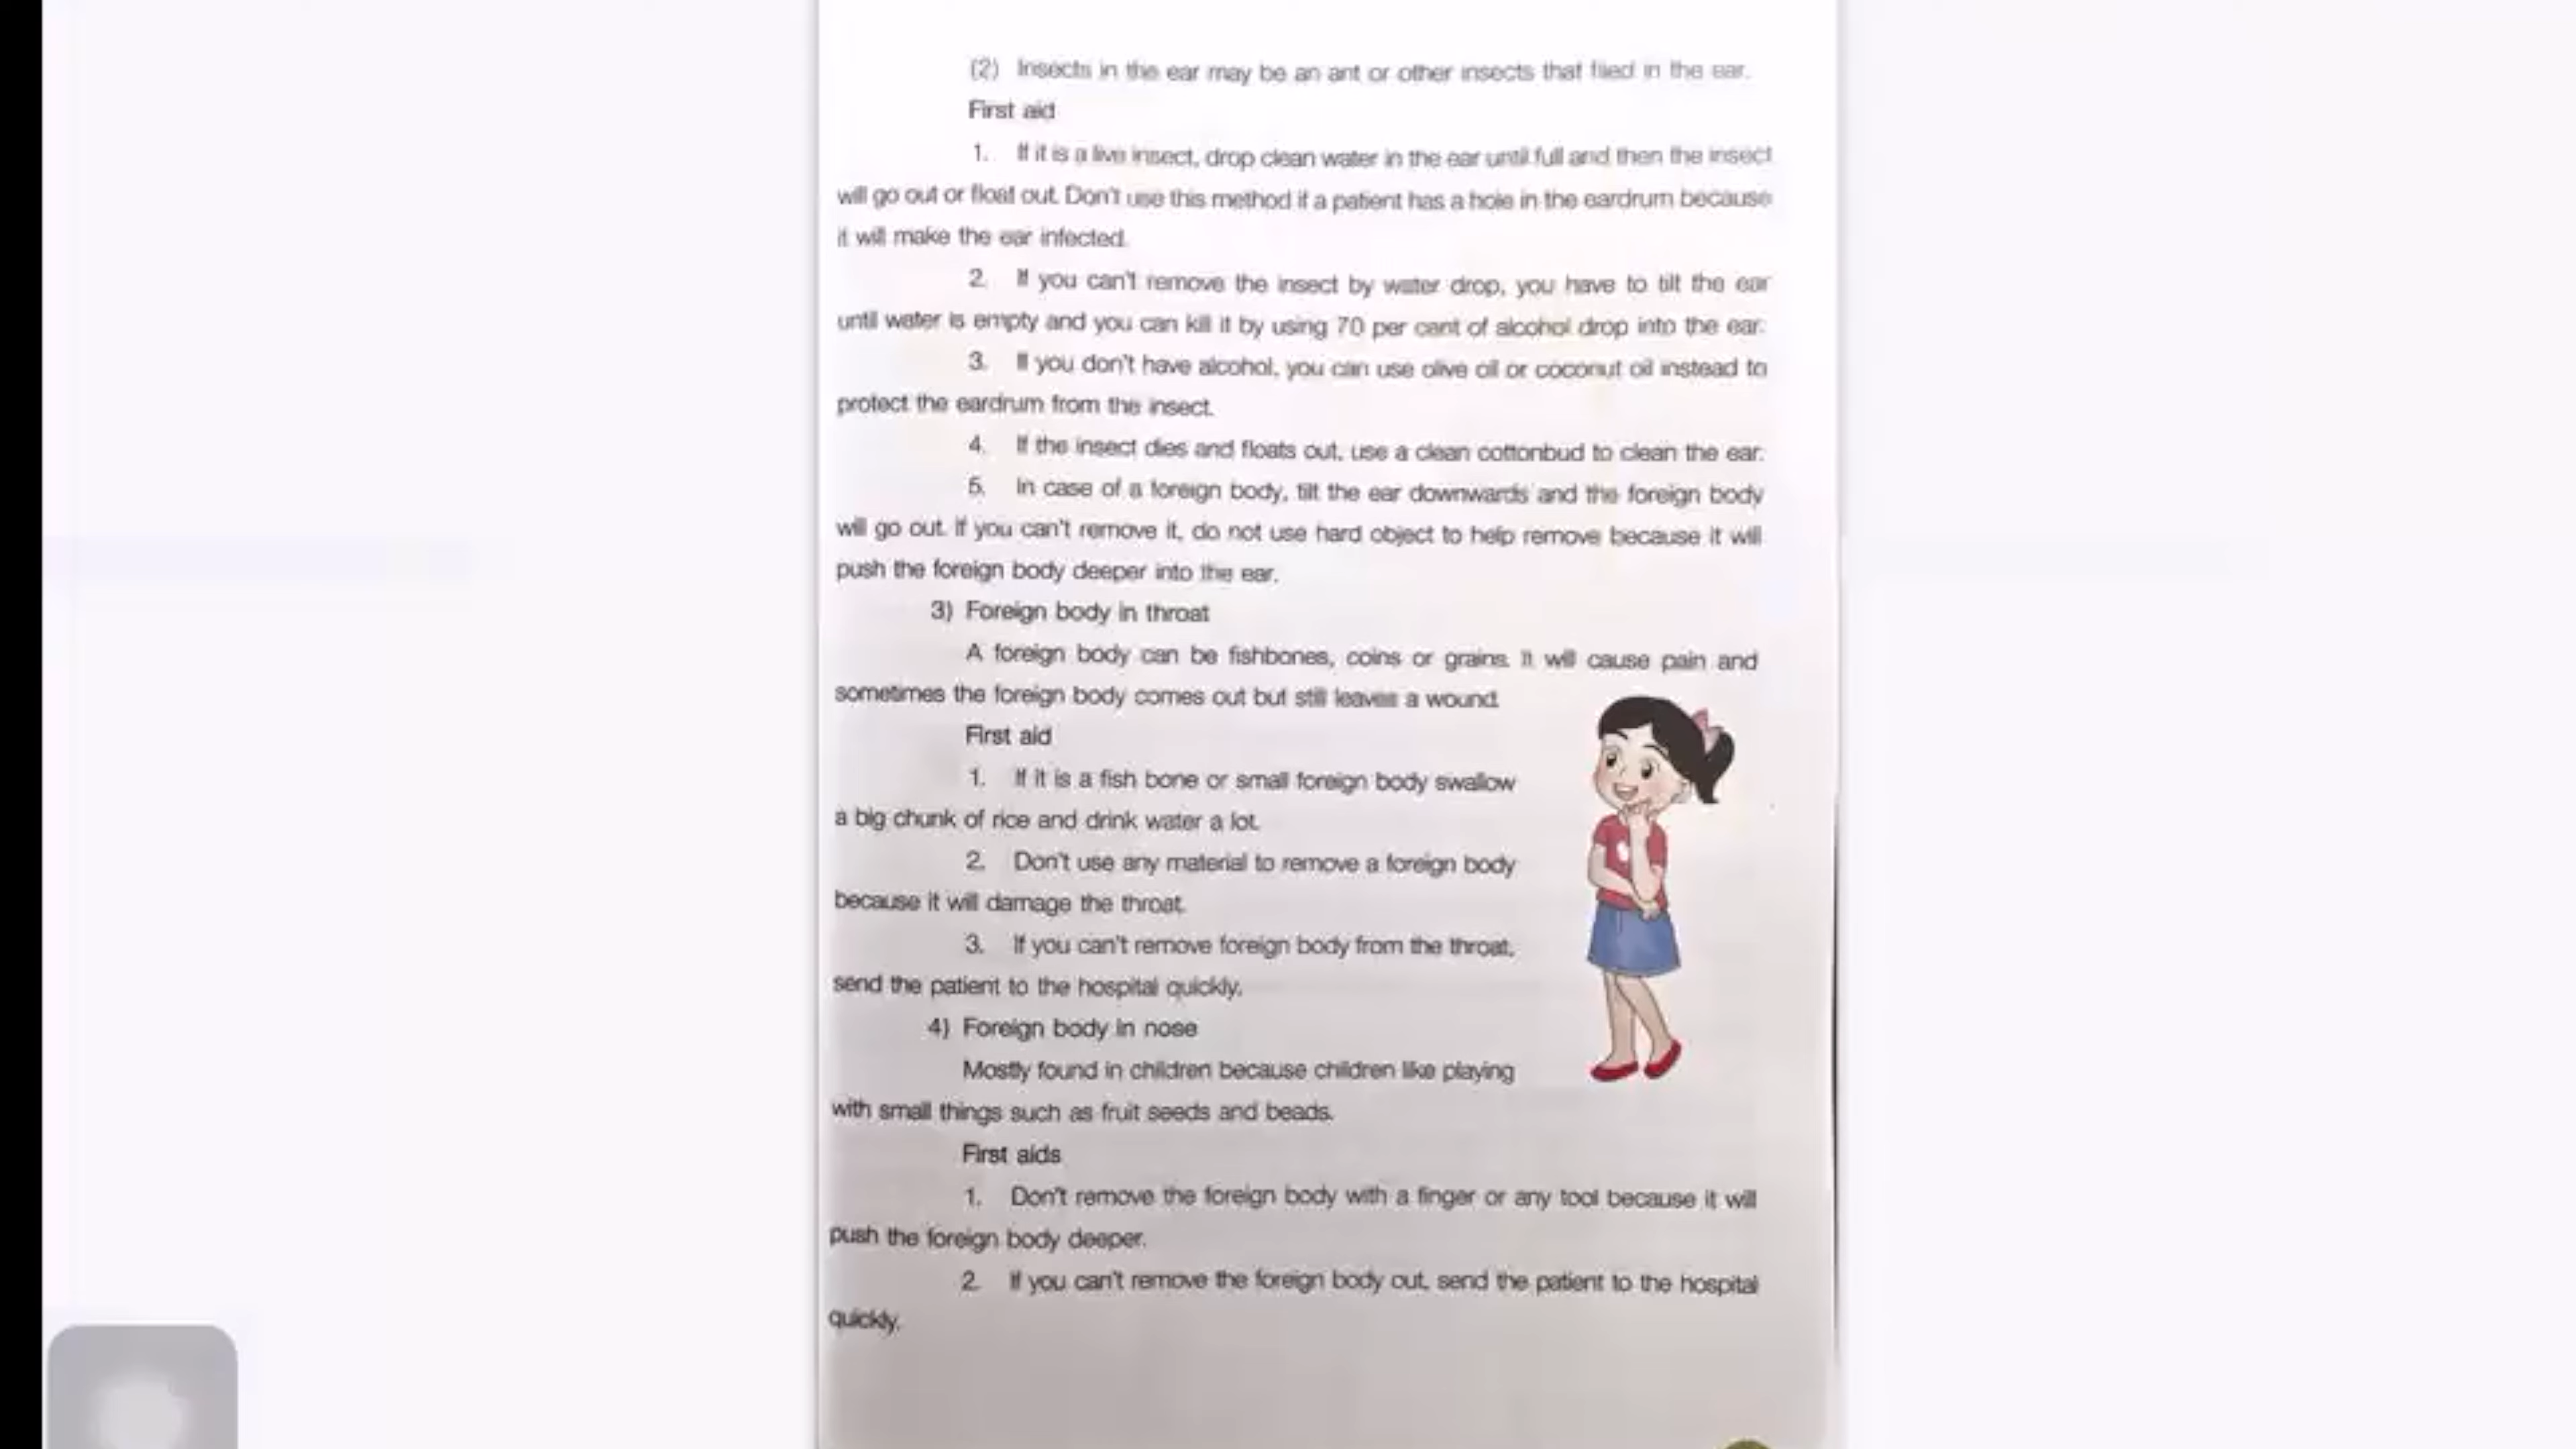 (2) Insects in the ear may be an ant or other insects that flied in the ear.
First aid
1. If it is a live insect, drop clean water in the ear until full and then the insect
will go out or float out. Don't use this method if a patient has a hole in the eardrum because
it will make the ear infected.
2. If you can't remove the insect by water drop, you have to tilt the ear
until water is empty and you can kill it by using 70 per cent of alcohol drop into the ear.
3. If you don't have alcohol, you can use olive oil or coconut oil instead to
protect the eardrum from the insect.
4. If the insect dies and floats out, use a clean cottonbud to clean the ear.
5. In case of a foreign body, tilt the ear downwards and the foreign body
will go out. If you can't remove it, do not use hard object to help remove because it will
push the foreign body deeper into the ear.
3) Foreign body in throat
A foreign body can be fishbones, coins or grains. It will cause pain and
sometimes the foreign body comes out but still leaves a wound.
First aid
1. If it is a fish bone or small foreign body swallow
a big chunk of rice and drink water a lot.
2. Don't use any material to remove a foreign body
because it will damage the throat.
3. If you can't remove foreign body from the throat,
send the patient to the hospital quickly.
4) Foreign body in nose
Mostly found in children because children like playing
with small things such as fruit seeds and beads.
First aids
1. Don't remove the foreign body with a finger or any tool because it will
push the foreign body deeper.
2. If you can't remove the foreign body out, send the patient to the hospital
quickly.